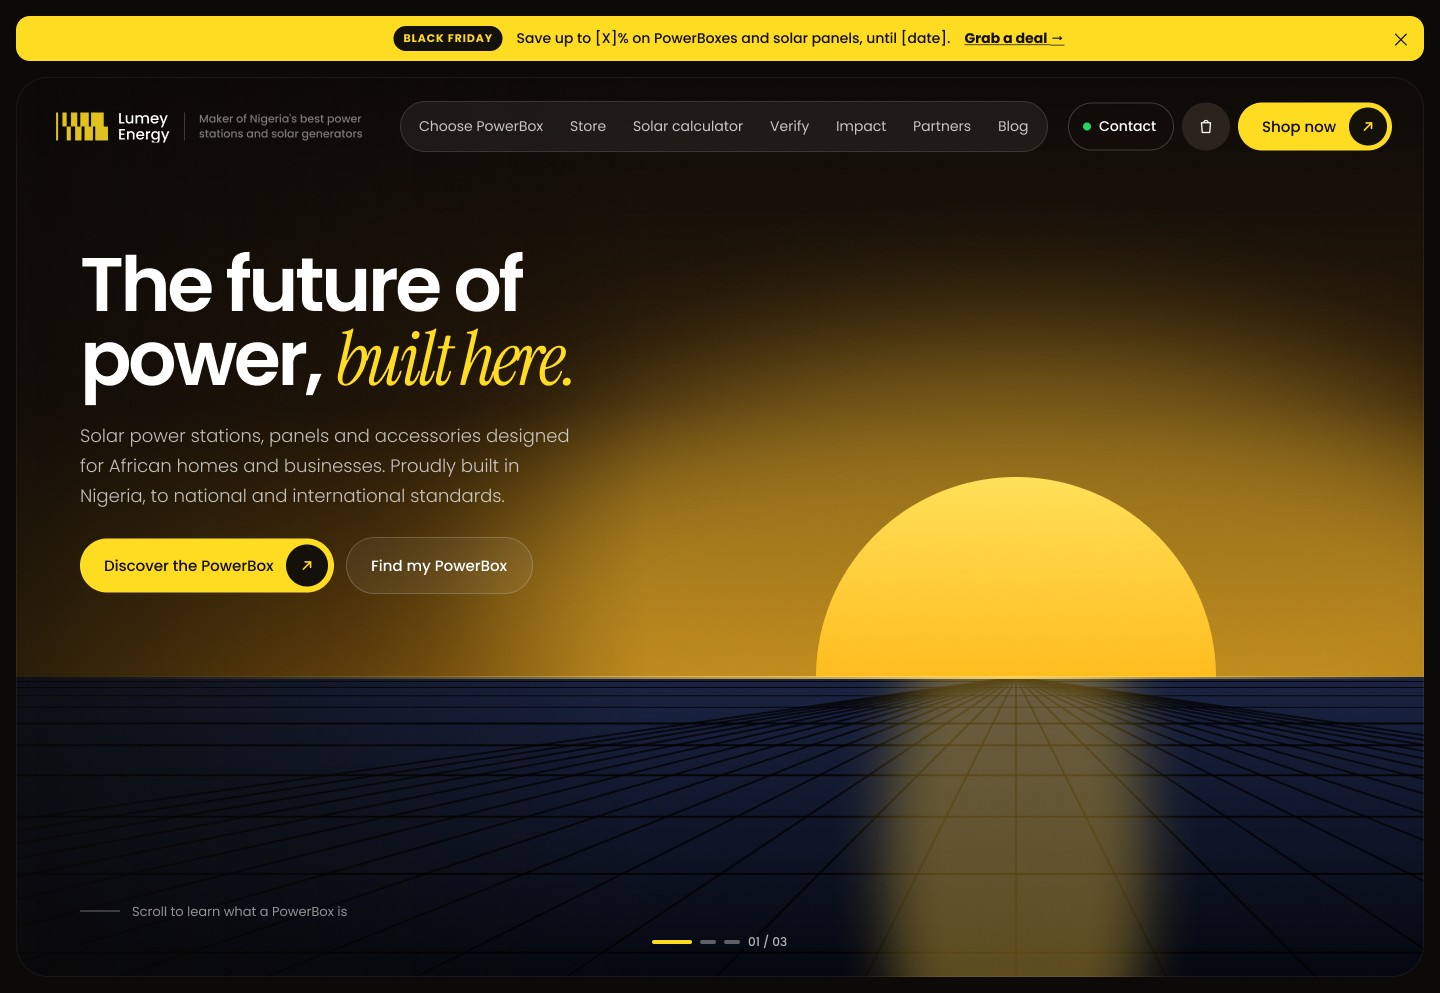 BLACK FRIDAY Save up to [X]% on PowerBoxes and solar panels, until [date]. Grab a deal →
Lumey
Energy
Maker of Nigeria's best power
stations and solar generators
Choose PowerBox Store Solar calculator Verify Impact Partners Blog
Contact
Shop now
The future of
power, built here.
Solar power stations, panels and accessories designed
for African homes and businesses. Proudly built in
Nigeria, to national and international standards.
Discover the PowerBox
Find my PowerBox
Scroll to learn what a PowerBox is
01 / 03